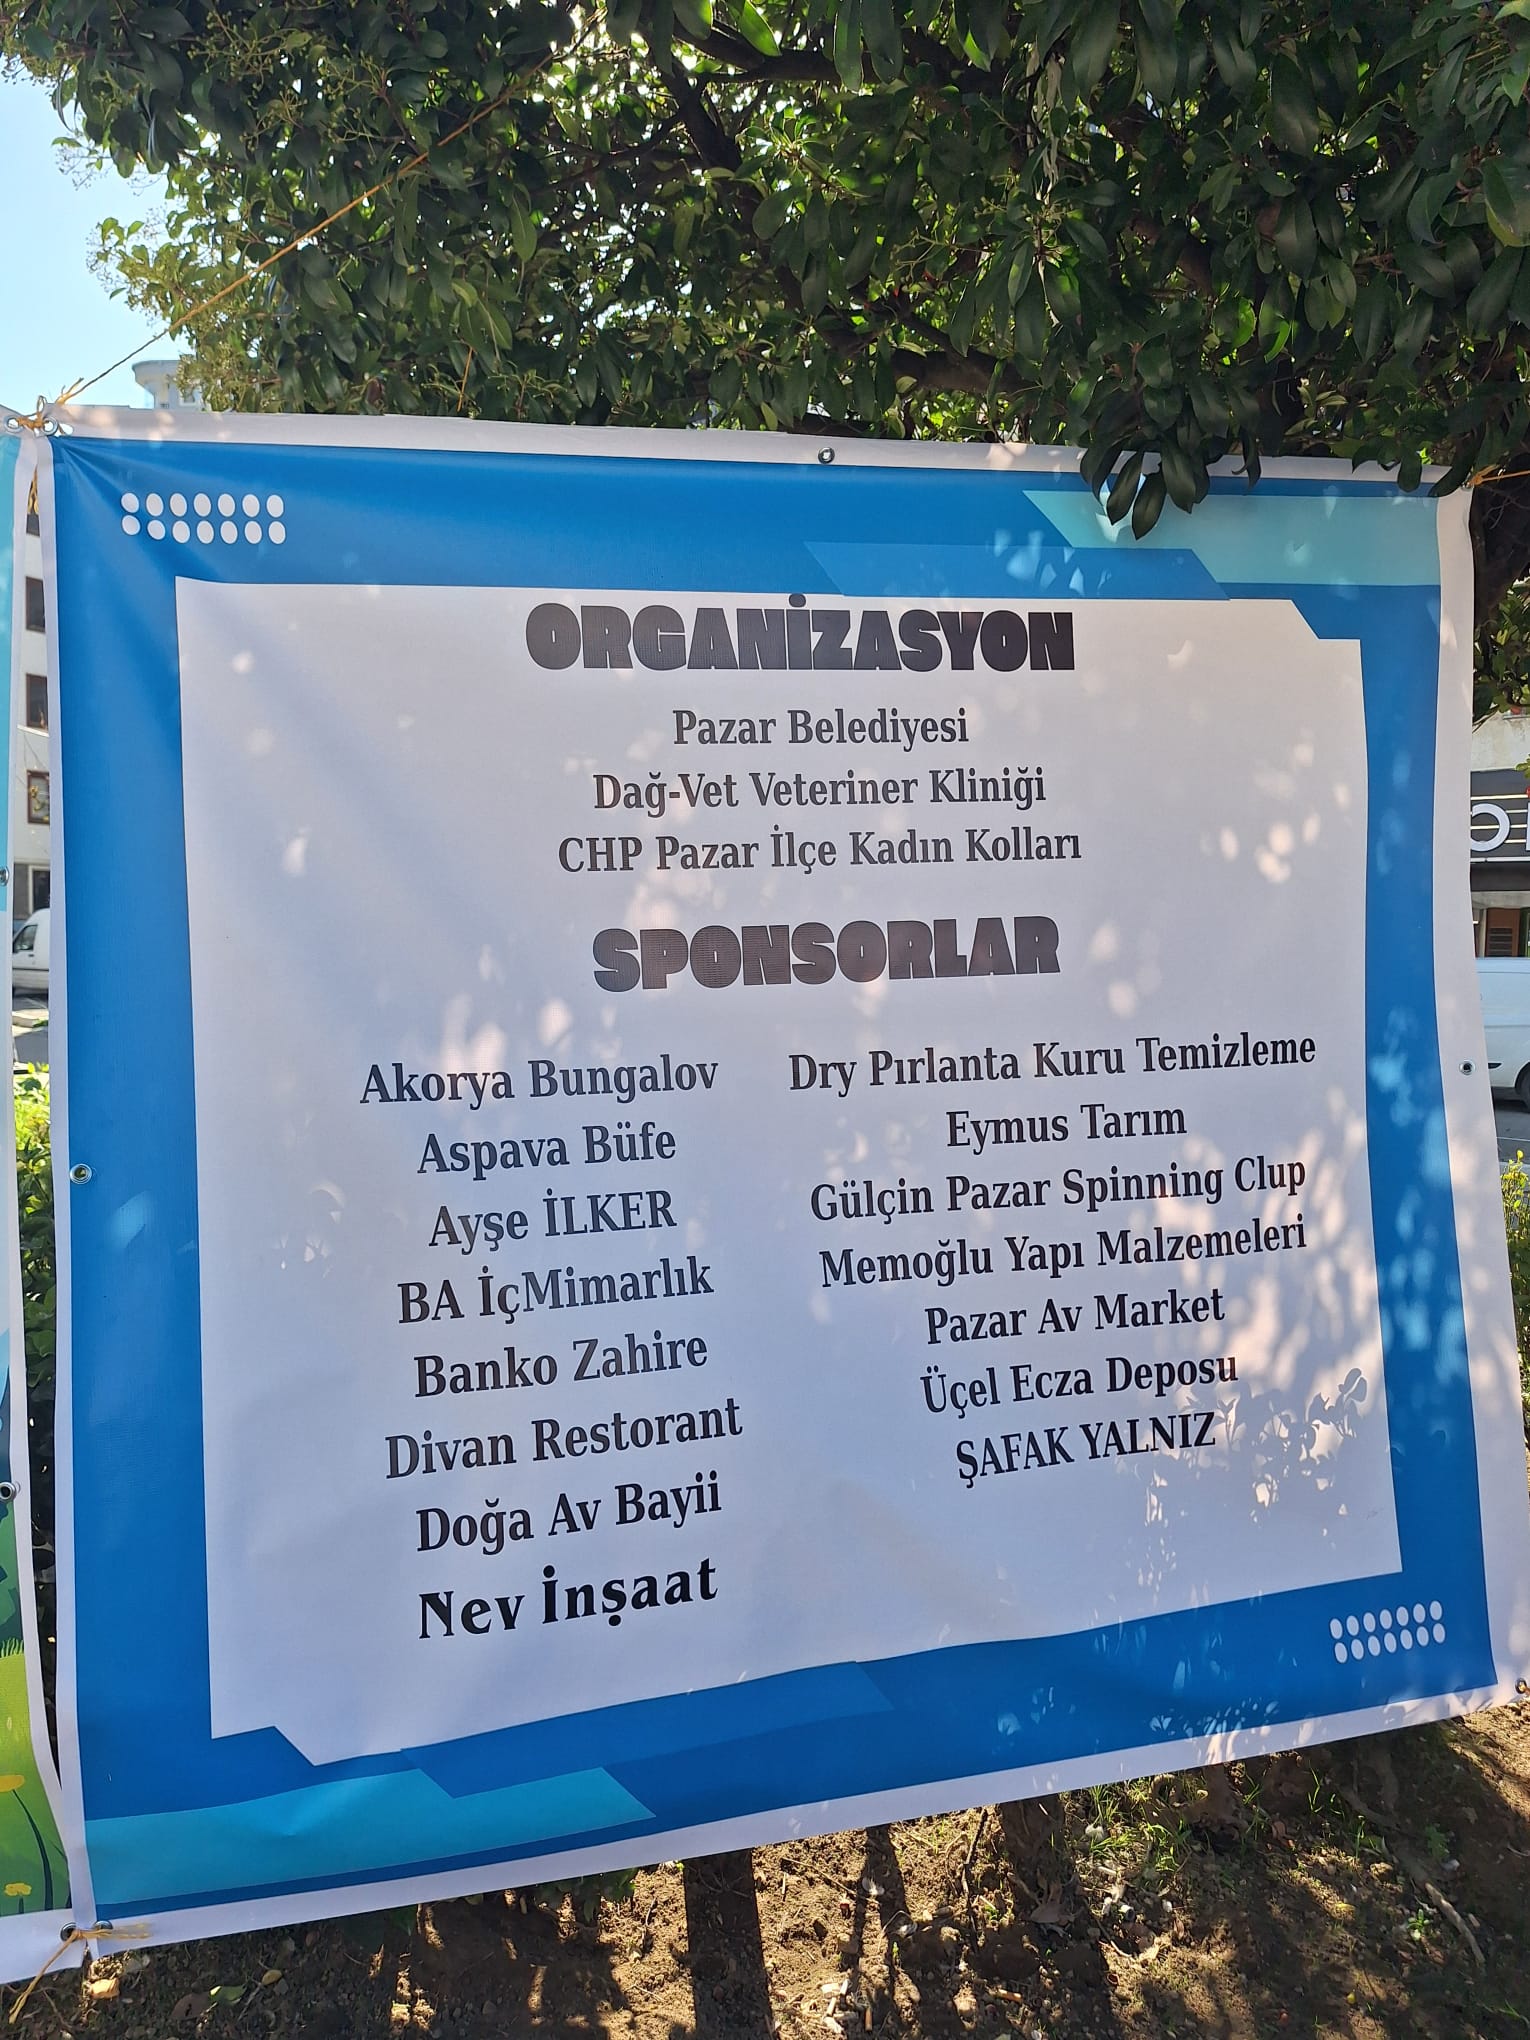 ORGANİZASYON
Pazar Belediyesi
Dağ-Vet Veteriner Kliniği
CHP Pazar İlçe Kadın Kolları
SPONSORLAR
Akorya Bungalov
Aspava Büfe
Ayşe İLKER
BA İçMimarlık
Banko Zahire
Divan Restorant
Doğa Av Bayii
Nev İnşaat
Dry Pırlanta Kuru Temizleme
Eymus Tarım
Gülçin Pazar Spinning Clup
Memoğlu Yapı Malzemeleri
Pazar Av Market
Üçel Ecza Deposu
ŞAFAK YALNIZ